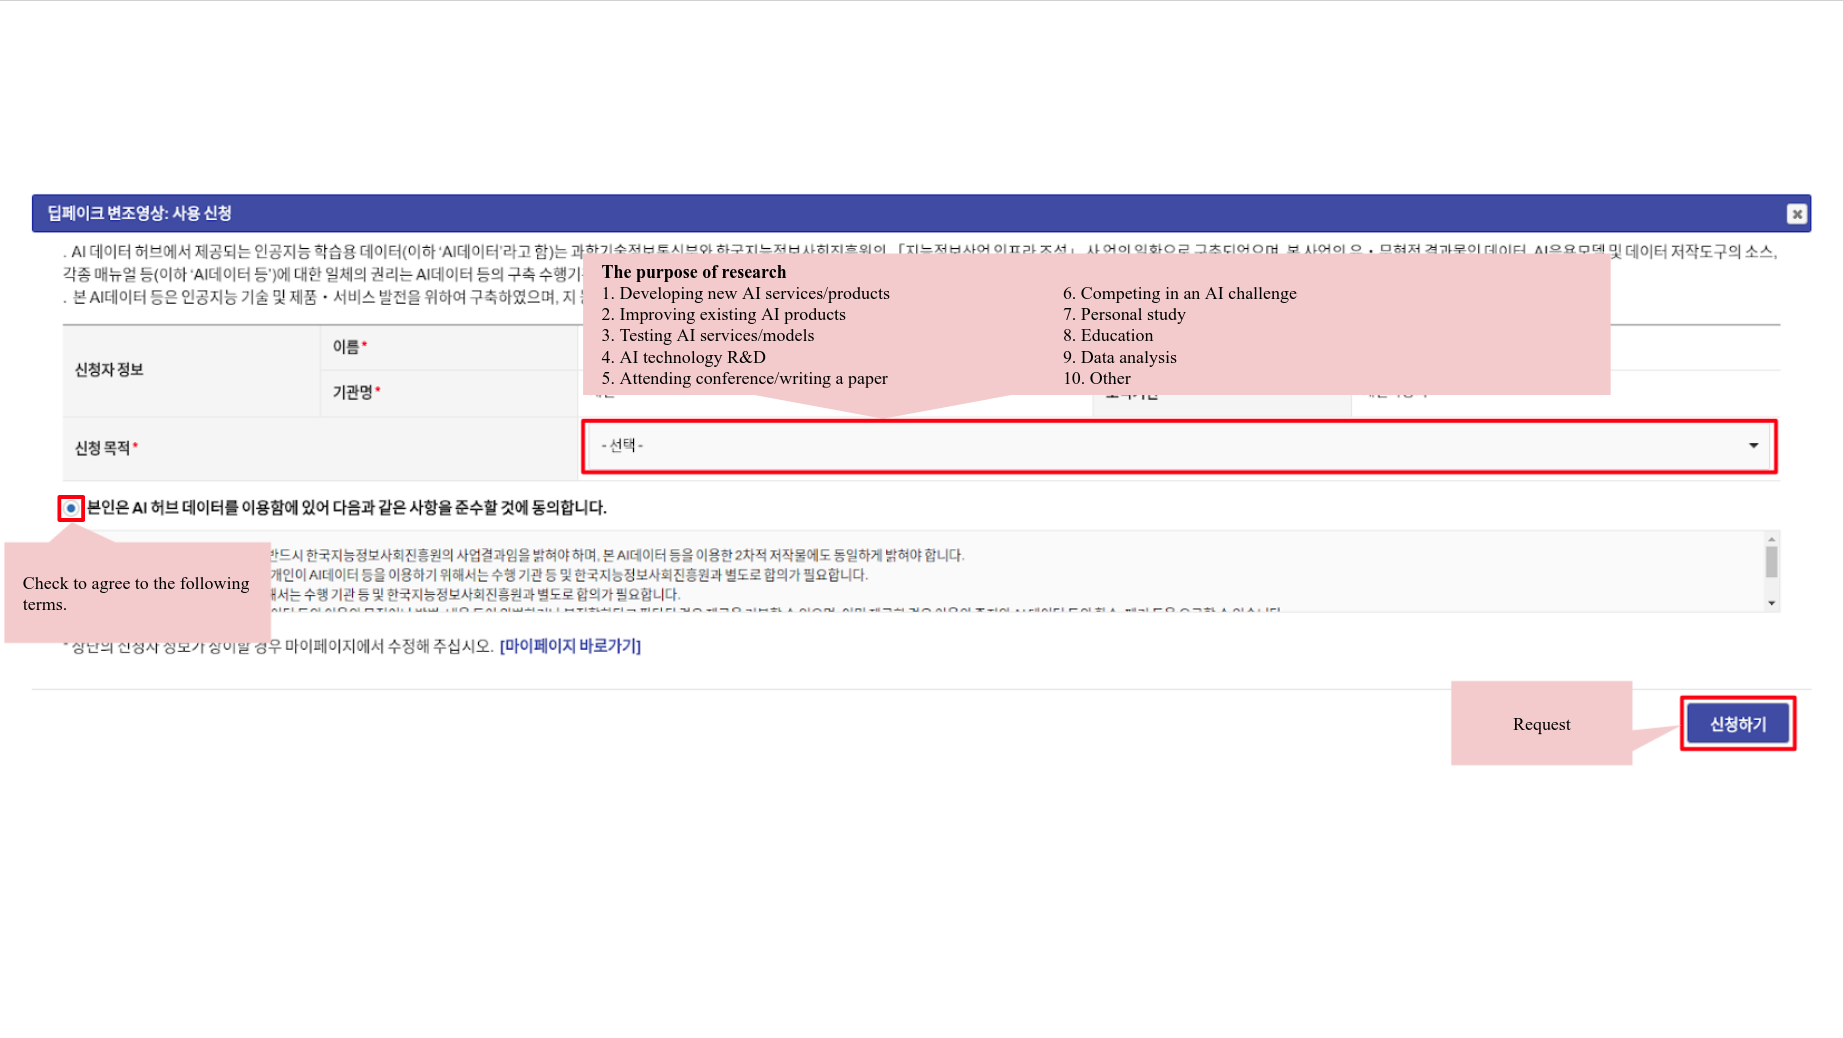 딥페이크 변조영상: 사용 신청
. AI 데이터 허브에서 제공되는 인공지능 학습용 데이터(이하 ‘AI데이터’라고 함)는 과학기술정보통신부와 한국지능정보사회진흥원의 「지능정보산업 인프라 조성」 사 업의 일환으로 구축되었으며, 본 사업의 유・무형적 결과물인 데이터, AI응용모델 및 데이터 저작도구의 소스,
각종 매뉴얼 등(이하 ‘AI데이터 등’)에 대한 일체의 권리는 AI데이터 등의 구축 수행기
. 본 AI데이터 등은 인공지능 기술 및 제품・서비스 발전을 위하여 구축하였으며, 지
The purpose of research
1. Developing new AI services/products
2. Improving existing AI products
3. Testing AI services/models
4. AI technology R&D
5. Attending conference/writing a paper
6. Competing in an AI challenge
7. Personal study
8. Education
9. Data analysis
10. Other
신청자 정보
이름*
기관명*
신청 목적*
- 선택 -
본인은 AI 허브 데이터를 이용함에 있어 다음과 같은 사항을 준수할 것에 동의합니다.
Check to agree to the following
terms.
반드시 한국지능정보사회진흥원의 사업결과임을 밝혀야 하며, 본 AI데이터 등을 이용한 2차적 저작물에도 동일하게 밝혀야 합니다.
개인이 AI데이터 등을 이용하기 위해서는 수행 기관 등 및 한국지능정보사회진흥원과 별도로 합의가 필요합니다.
해서는 수행 기관 등 및 한국지능정보사회진흥원과 별도로 합의가 필요합니다.
* 상단의 신청자 정보가 상이할 경우 마이페이지에서 수정해 주십시오. [마이페이지 바로가기]
Request
신청하기